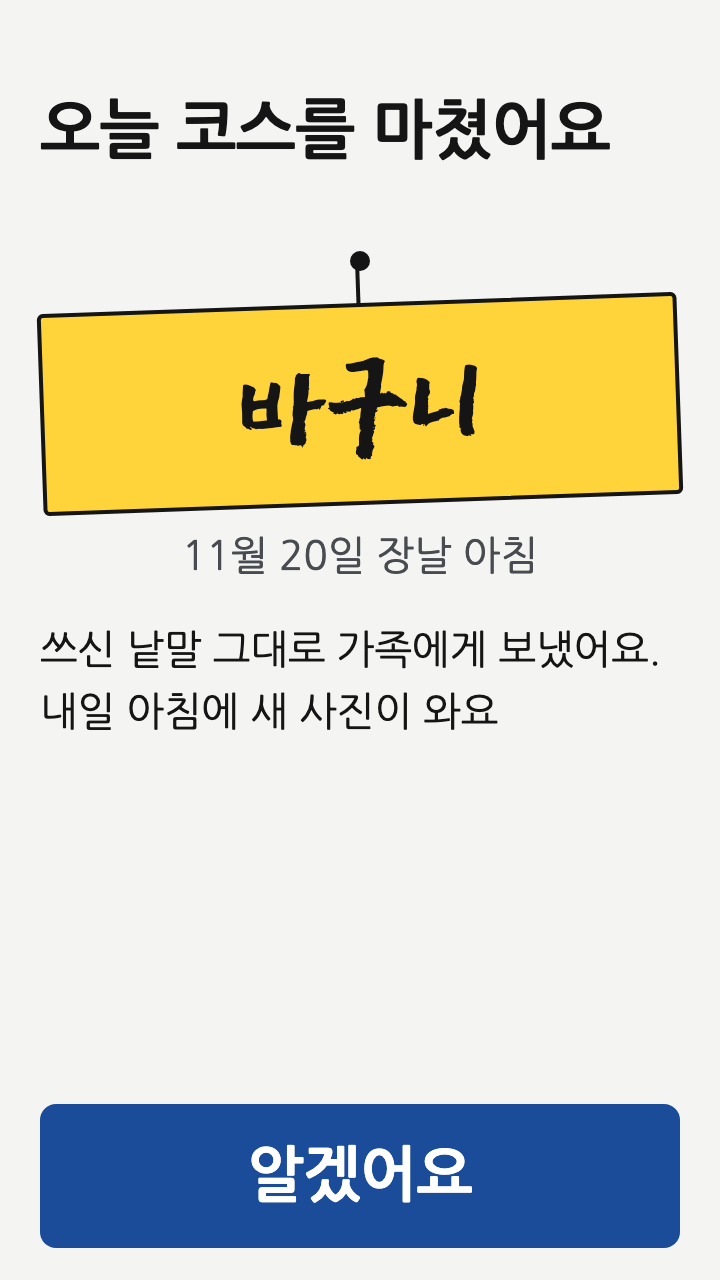 오늘 코스를 마쳤어요
바구니
11월 20일 장날 아침
쓰신 낱말 그대로 가족에게 보냈어요.
내일 아침에 새 사진이 와요
알겠어요